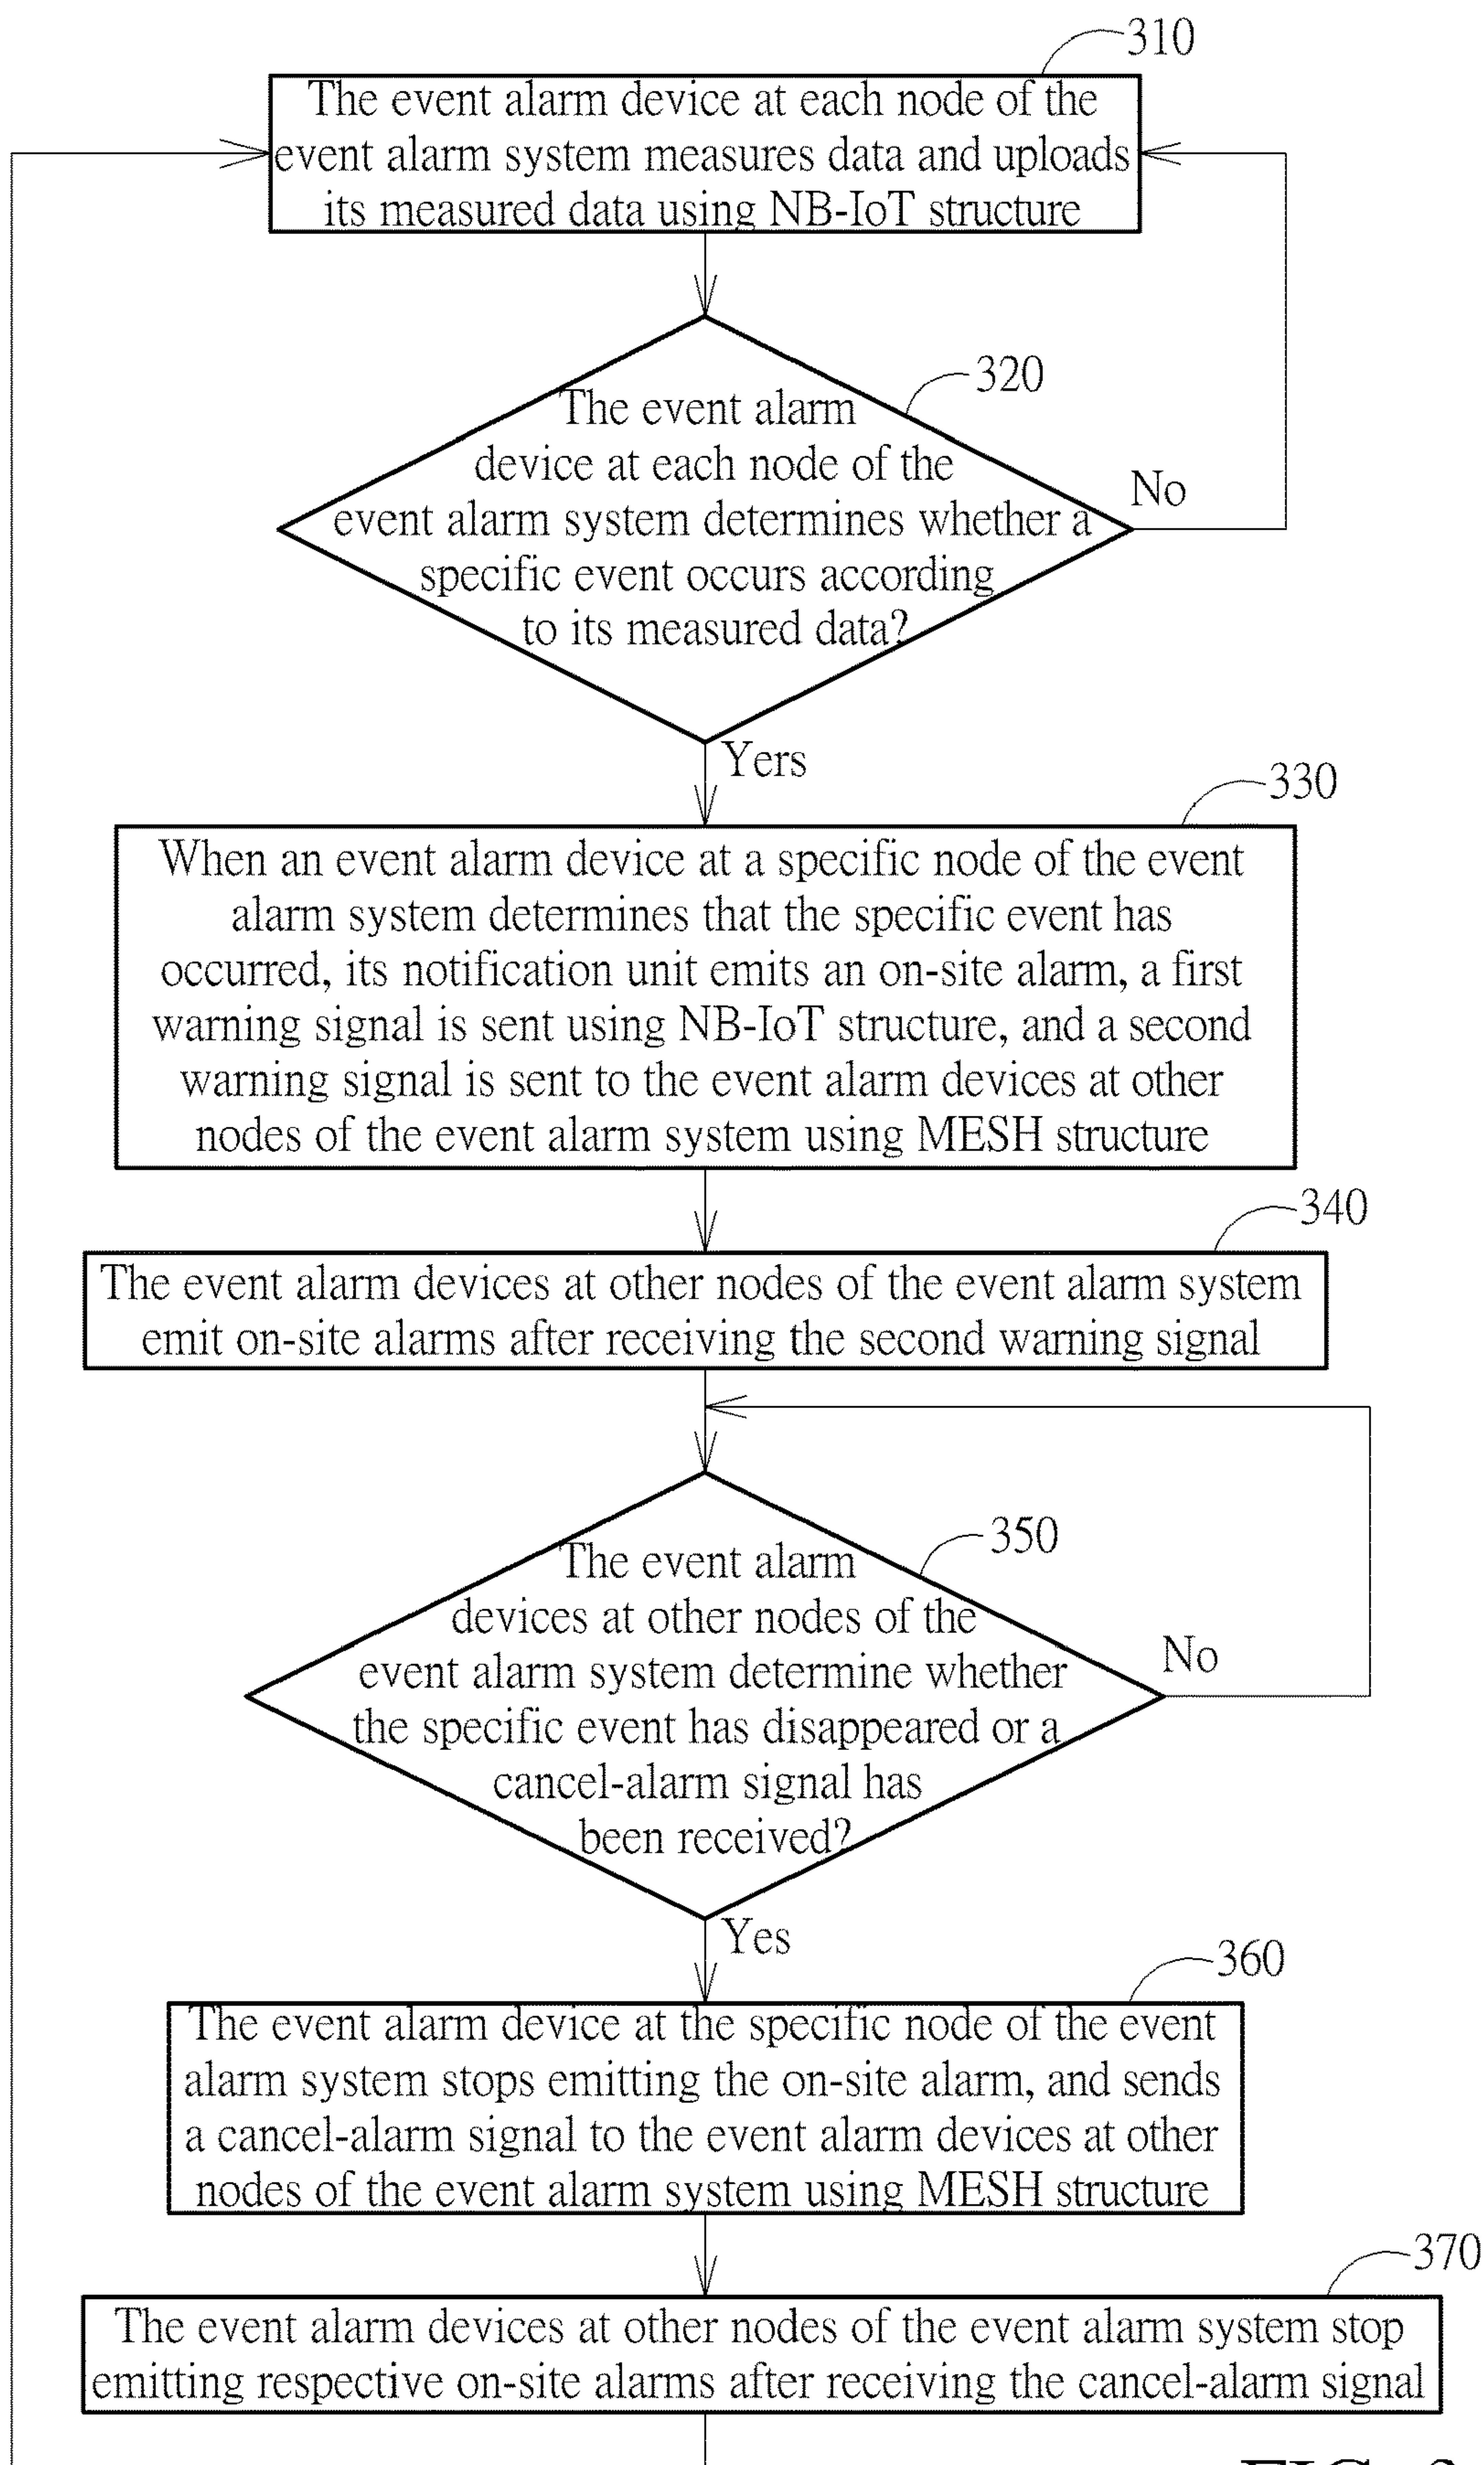 310
The event alarm device at each node of the
event alarm system measures data and uploads
its measured data using NB-IoT structure
320
The event alarm
device at each node of the
event alarm system determines whether a
specific event occurs according
to its measured data?
No
Yers
330
When an event alarm device at a specific node of the event
alarm system determines that the specific event has
occurred, its notification unit emits an on-site alarm, a first
warning signal is sent using NB-IoT structure, and a second
warning signal is sent to the event alarm devices at other
nodes of the event alarm system using MESH structure
340
The event alarm devices at other nodes of the event alarm system
emit on-site alarms after receiving the second warning signal
350
The event alarm
devices at other nodes of the
event alarm system determine whether
the specific event has disappeared or a
cancel-alarm signal has
been received?
No
Yes
360
The event alarm device at the specific node of the event
alarm system stops emitting the on-site alarm, and sends
a cancel-alarm signal to the event alarm devices at other
nodes of the event alarm system using MESH structure
370
The event alarm devices at other nodes of the event alarm system stop
emitting respective on-site alarms after receiving the cancel-alarm signal